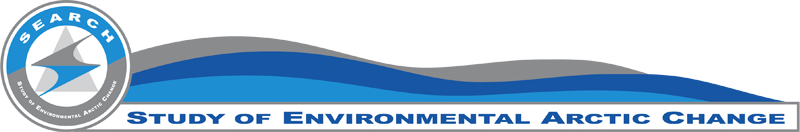 SEARCH
STUDY OF ENVIRONMENTAL ARCTIC CHANGE
STUDY OF ENVIRONMENTAL ARCTIC CHANGE